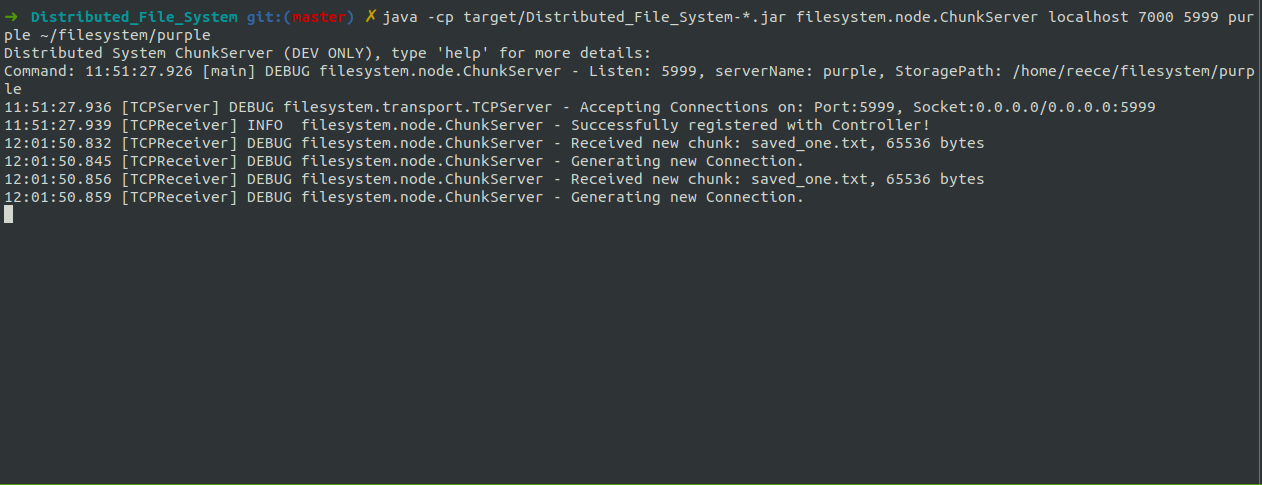 ➜ Distributed_File_System git:(master) ✗ java -cp target/Distributed_File_System-*.jar filesystem.node.ChunkServer localhost 7000 5999 pur
ple ~/filesystem/purple
Distributed System ChunkServer (DEV ONLY), type 'help' for more details:
Command: 11:51:27.926 [main] DEBUG filesystem.node.ChunkServer - Listen: 5999, serverName: purple, StoragePath: /home/reece/filesystem/purp
le
11:51:27.936 [TCPServer] DEBUG filesystem.transport.TCPServer - Accepting Connections on: Port:5999, Socket:0.0.0.0/0.0.0.0:5999
11:51:27.939 [TCPReceiver] INFO  filesystem.node.ChunkServer - Successfully registered with Controller!
12:01:50.832 [TCPReceiver] DEBUG filesystem.node.ChunkServer - Received new chunk: saved_one.txt, 65536 bytes
12:01:50.845 [TCPReceiver] DEBUG filesystem.node.ChunkServer - Generating new Connection.
12:01:50.856 [TCPReceiver] DEBUG filesystem.node.ChunkServer - Received new chunk: saved_one.txt, 65536 bytes
12:01:50.859 [TCPReceiver] DEBUG filesystem.node.ChunkServer - Generating new Connection.